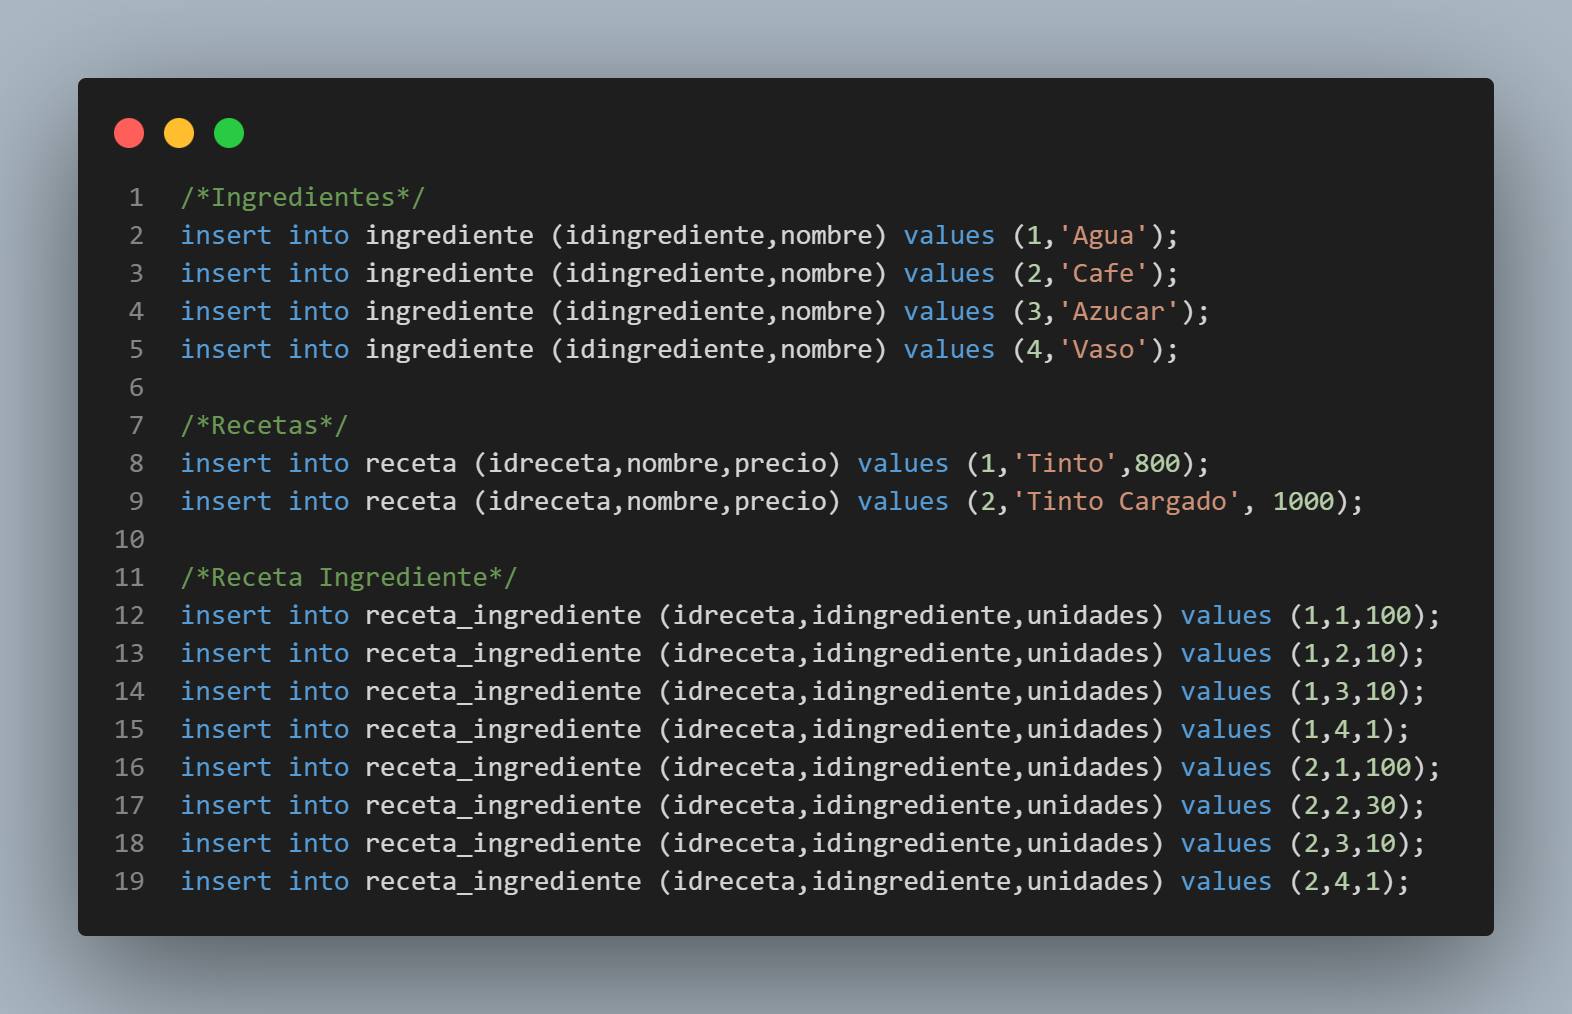 1 /*Ingredientes*/
2 insert into ingrediente (idingrediente,nombre) values (1,'Agua');
3 insert into ingrediente (idingrediente,nombre) values (2,'Cafe');
4 insert into ingrediente (idingrediente,nombre) values (3,'Azucar');
5 insert into ingrediente (idingrediente,nombre) values (4,'Vaso');
6
7 /*Recetas*/
8 insert into receta (idreceta,nombre,precio) values (1,'Tinto',800);
9 insert into receta (idreceta,nombre,precio) values (2,'Tinto Cargado', 1000);
10
11 /*Receta Ingrediente*/
12 insert into receta_ingrediente (idreceta,idingrediente,unidades) values (1,1,100);
13 insert into receta_ingrediente (idreceta,idingrediente,unidades) values (1,2,10);
14 insert into receta_ingrediente (idreceta,idingrediente,unidades) values (1,3,10);
15 insert into receta_ingrediente (idreceta,idingrediente,unidades) values (1,4,1);
16 insert into receta_ingrediente (idreceta,idingrediente,unidades) values (2,1,100);
17 insert into receta_ingrediente (idreceta,idingrediente,unidades) values (2,2,30);
18 insert into receta_ingrediente (idreceta,idingrediente,unidades) values (2,3,10);
19 insert into receta_ingrediente (idreceta,idingrediente,unidades) values (2,4,1);